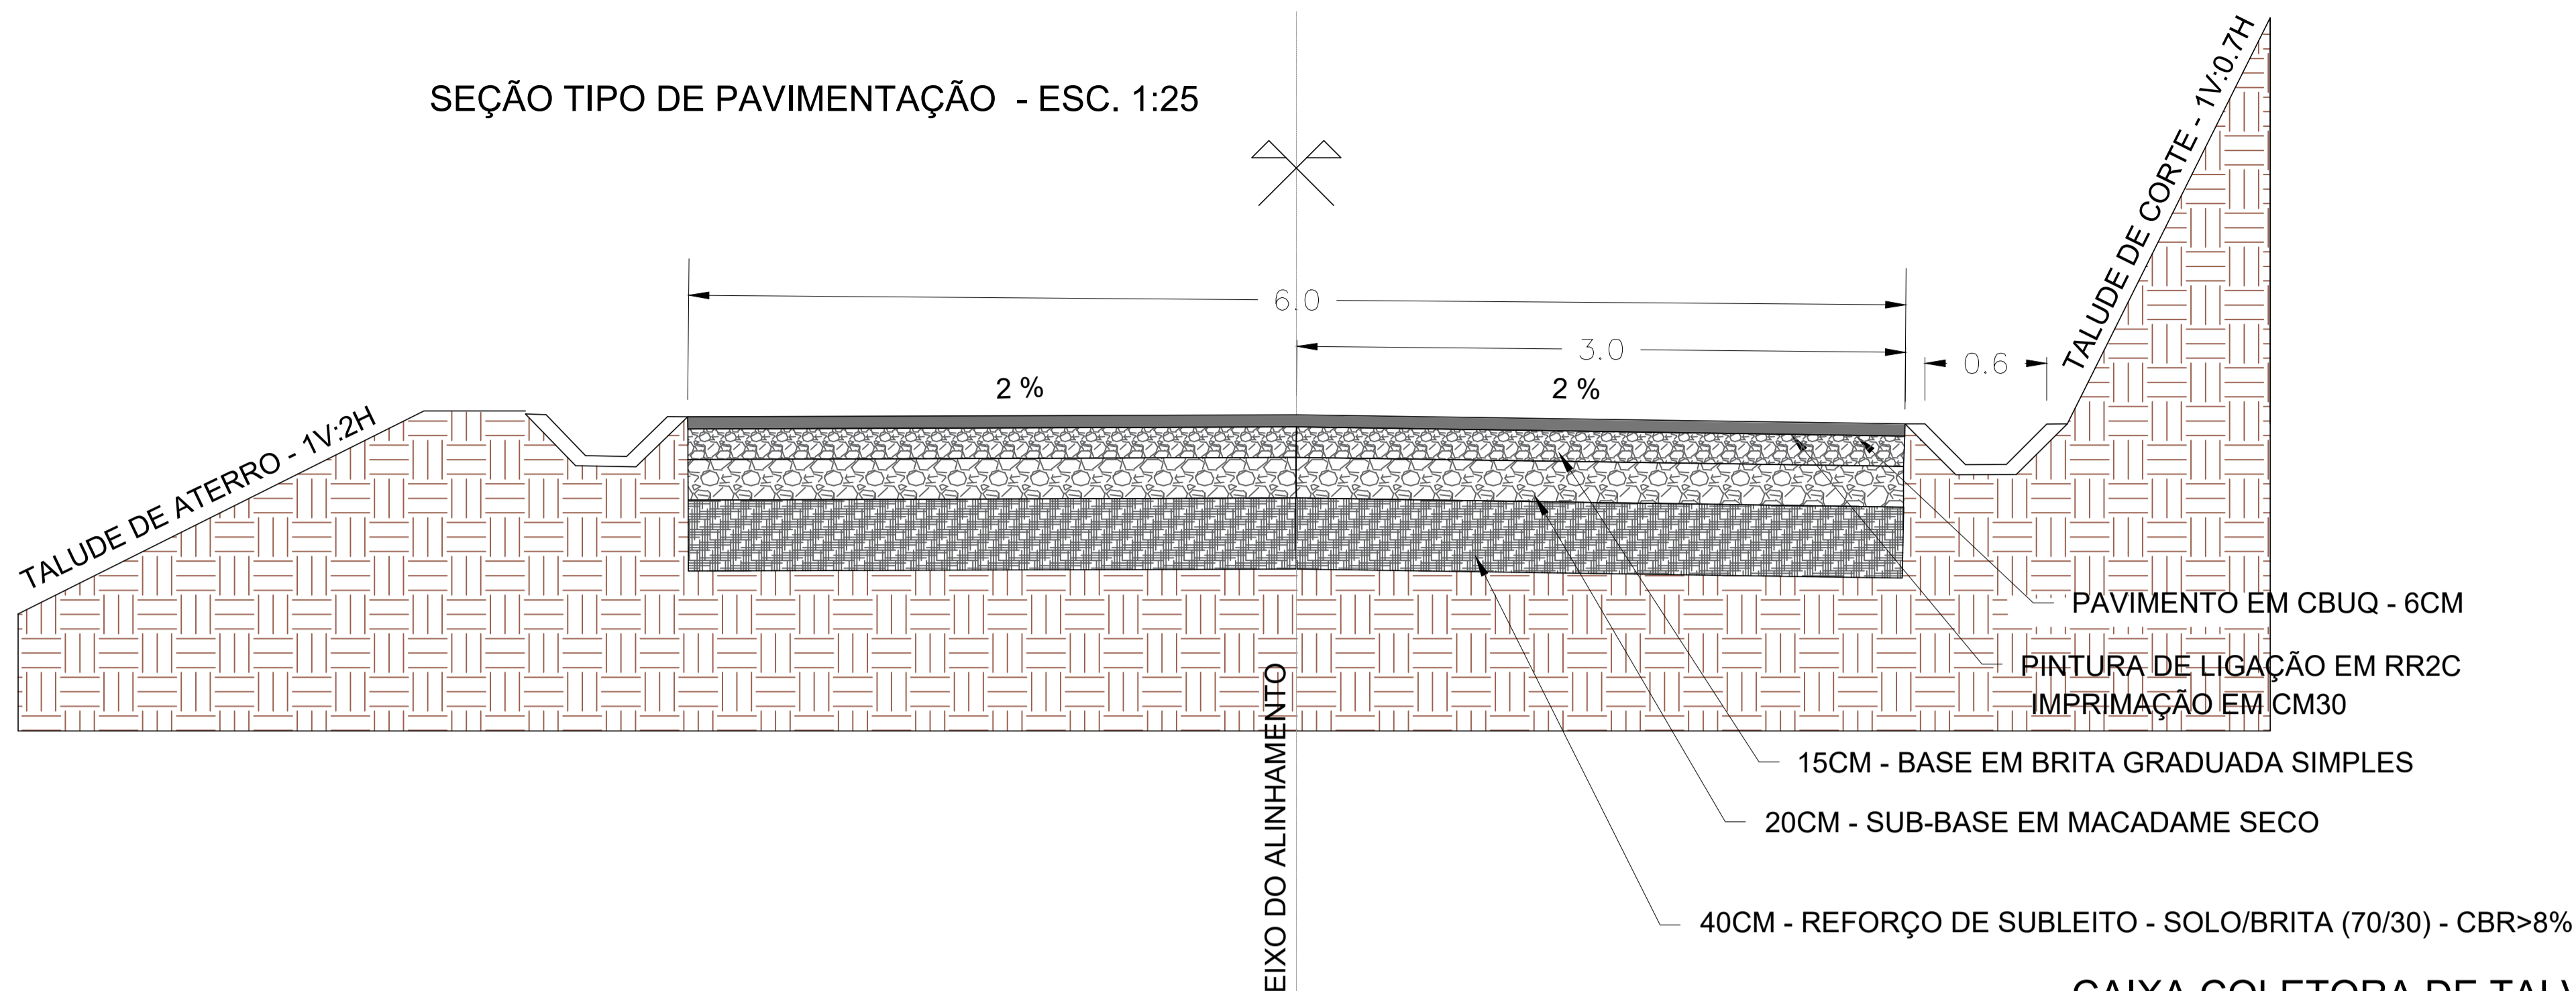 SEÇÃO TIPO DE PAVIMENTAÇÃO - ESC. 1:25
TALUDE DE CORTE - 1V:0.7H
6.0
3.0
0.6
2 %
2 %
TALUDE DE ATERRO - 1V:2H
PAVIMENTO EM CBUQ - 6CM
PINTURA DE LIGAÇÃO EM RR2C
IMPRIMAÇÃO EM CM30
15CM - BASE EM BRITA GRADUADA SIMPLES
20CM - SUB-BASE EM MACADAME SECO
40CM - REFORÇO DE SUBLEITO - SOLO/BRITA (70/30) - CBR>8%
EIXO DO ALINHAMENTO
CAIXA COLETORA DE